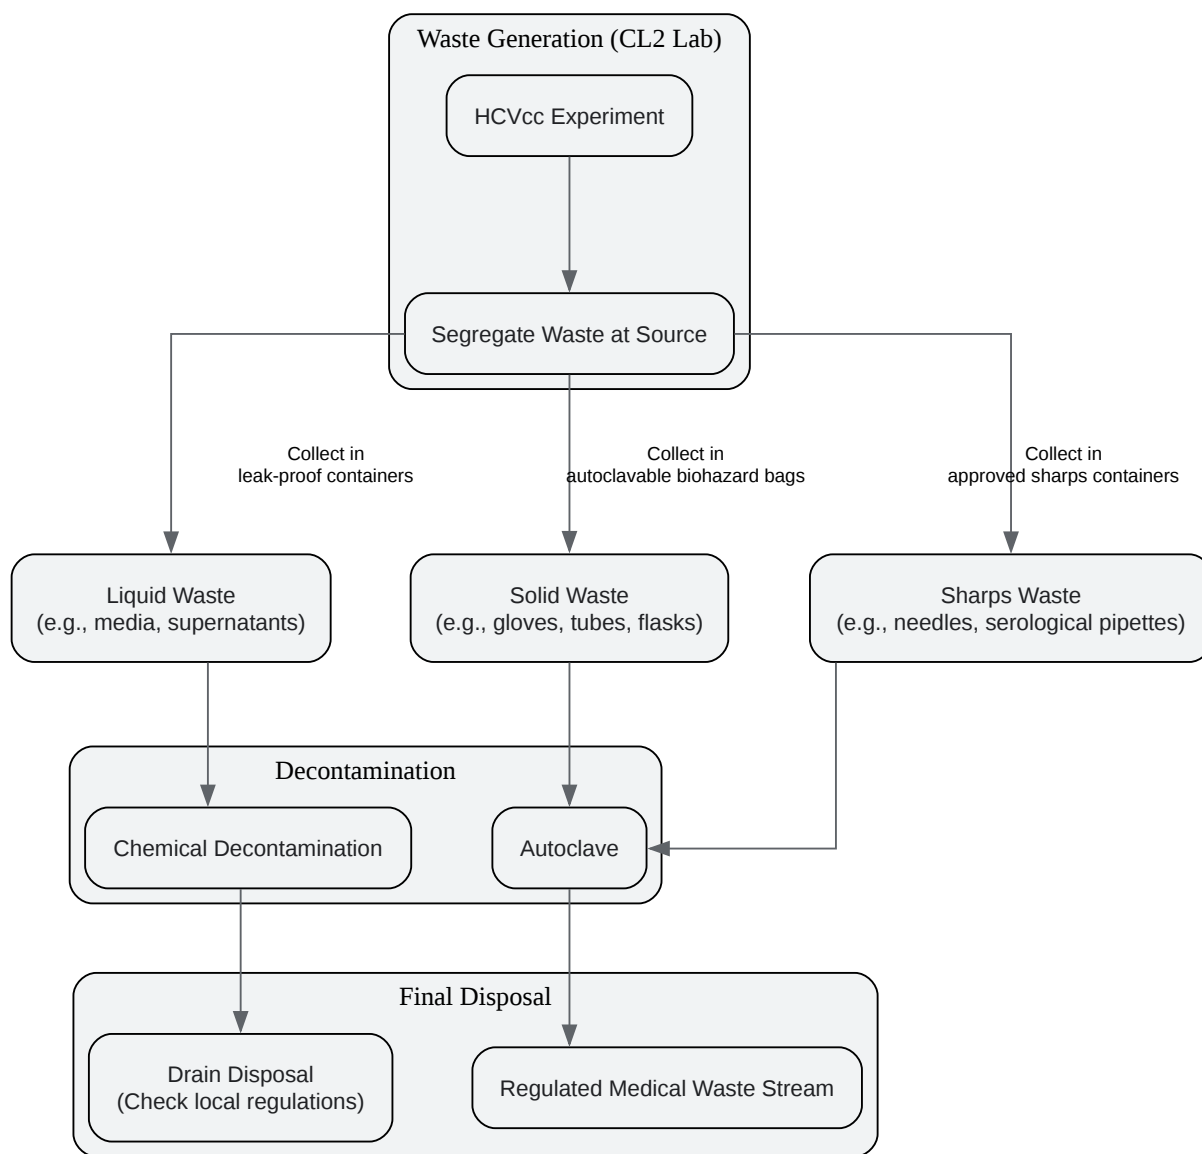 Waste Generation (CL2 Lab)
HCVcc Experiment
Segregate Waste at Source
Collect in
leak-proof containers
Collect in
autoclavable biohazard bags
Collect in
approved sharps containers
Liquid Waste
(e.g., media, supernatants)
Solid Waste
(e.g., gloves, tubes, flasks)
Sharps Waste
(e.g., needles, serological pipettes)
Decontamination
Chemical Decontamination
Autoclave
Final Disposal
Drain Disposal
(Check local regulations)
Regulated Medical Waste Stream